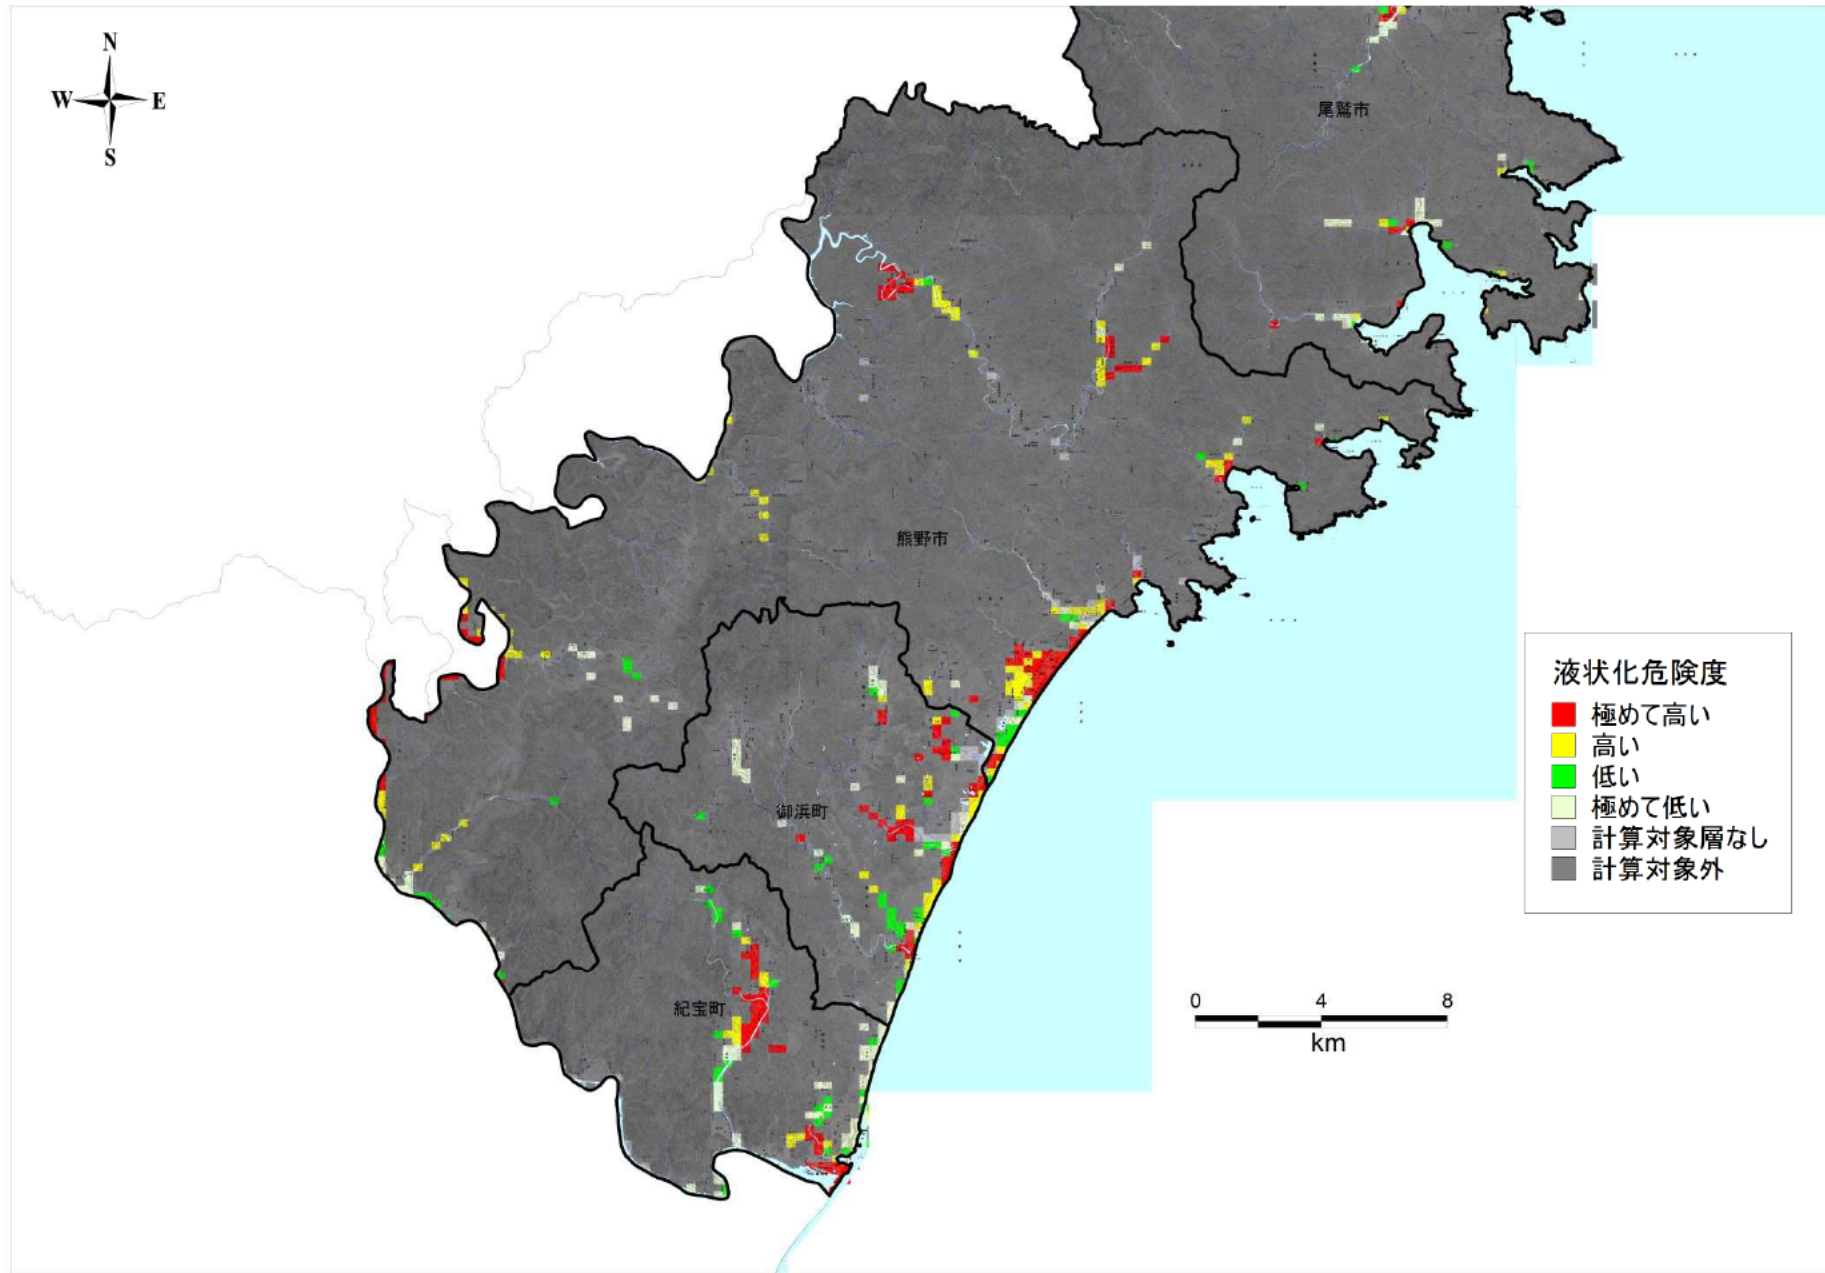 N
W E
S
尾鷲市
熊野市
御浜町
紀宝町
液状化危険度
極めて高い
高い
低い
極めて低い
計算対象層なし
計算対象外
0 4 8
km